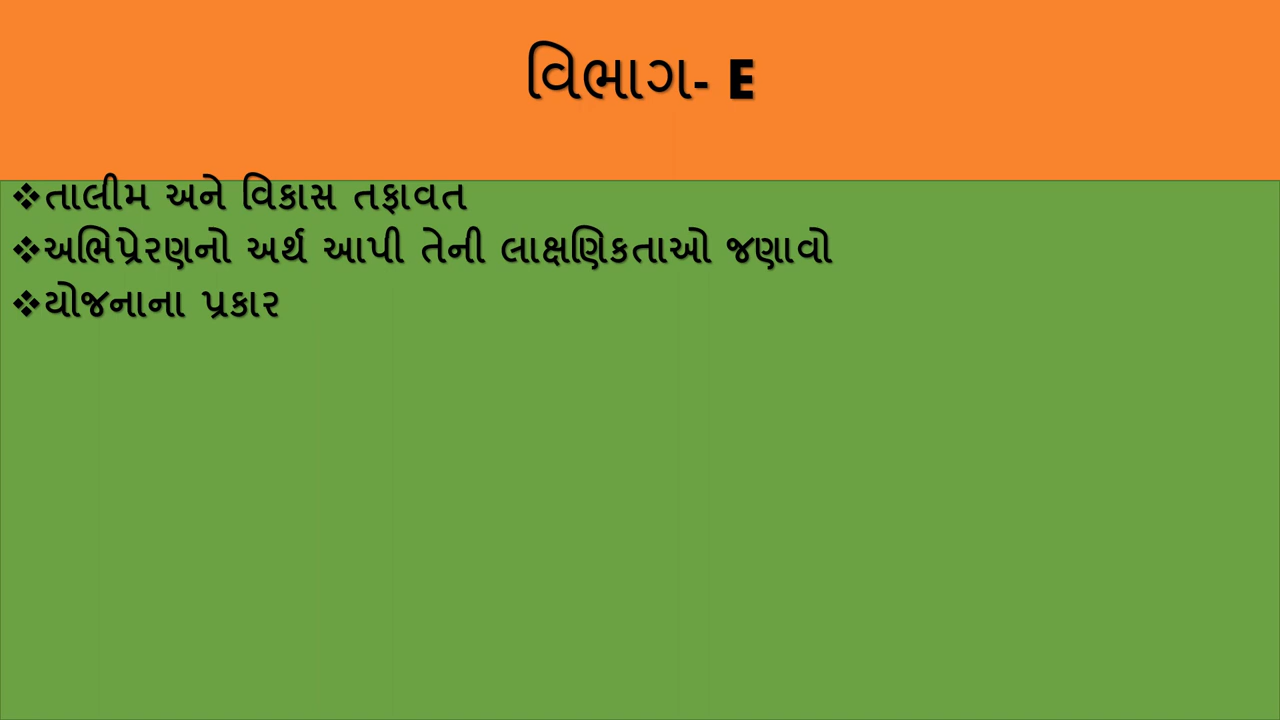 વિભાગ- E
❖તાલીમ અને વિકાસ તફાવત
❖અભિપ્રેરણનો અર્થ આપી તેની લાક્ષણિકતાઓ જણાવો
❖યોજનાના પ્રકાર